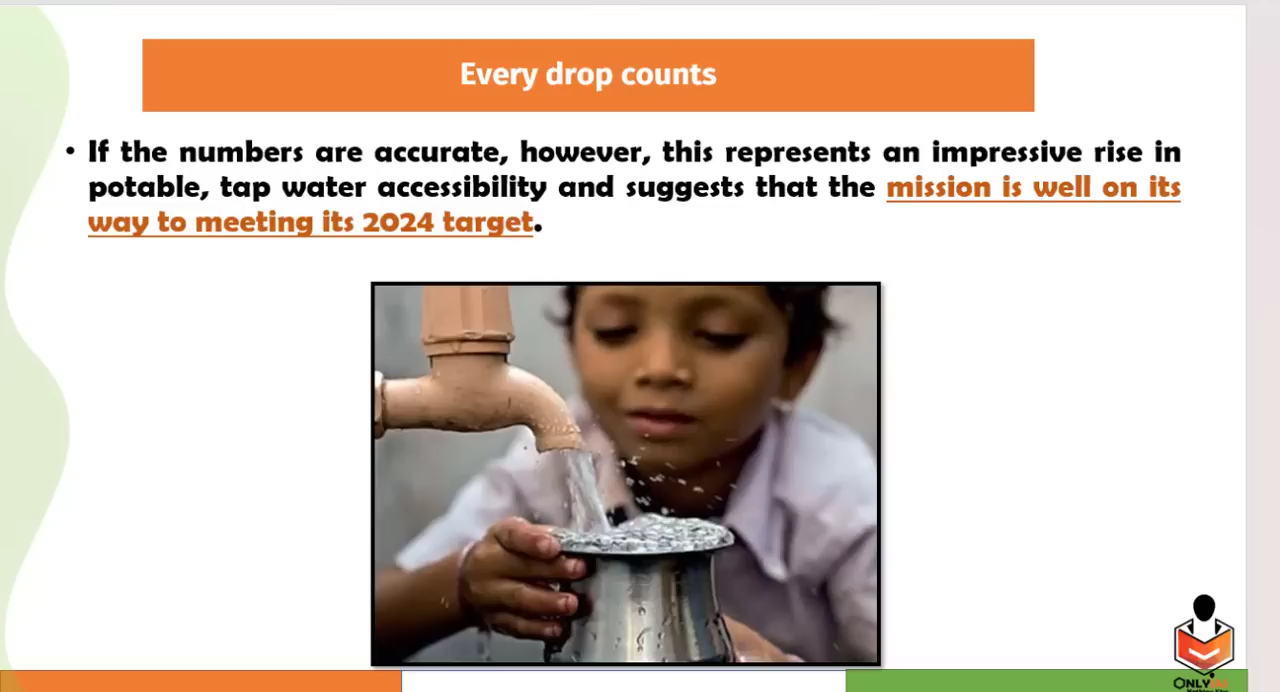 Every drop counts
• If the numbers are accurate, however, this represents an impressive rise in
potable, tap water accessibility and suggests that the mission is well on its
way to meeting its 2024 target.